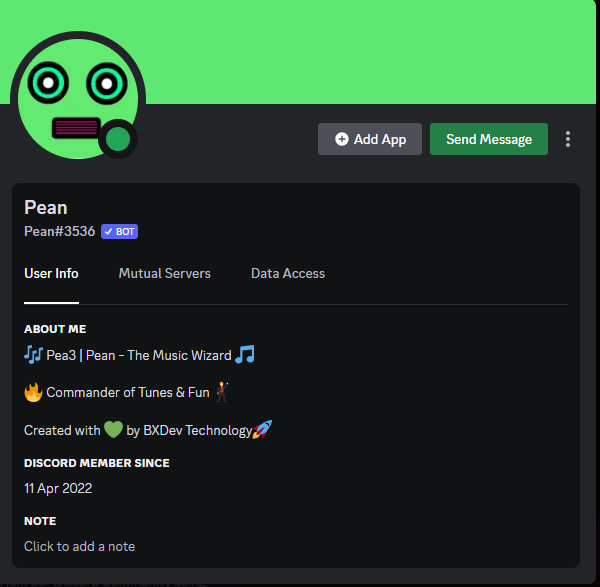 Add App
Send Message
Pean
Pean#3536 BOT
User Info Mutual Servers Data Access
ABOUT ME
🎶 Pea3 | Pean - The Music Wizard 🎵
🔥 Commander of Tunes & Fun 🕺
Created with 💚 by BXDev Technology🚀
DISCORD MEMBER SINCE
11 Apr 2022
NOTE
Click to add a note